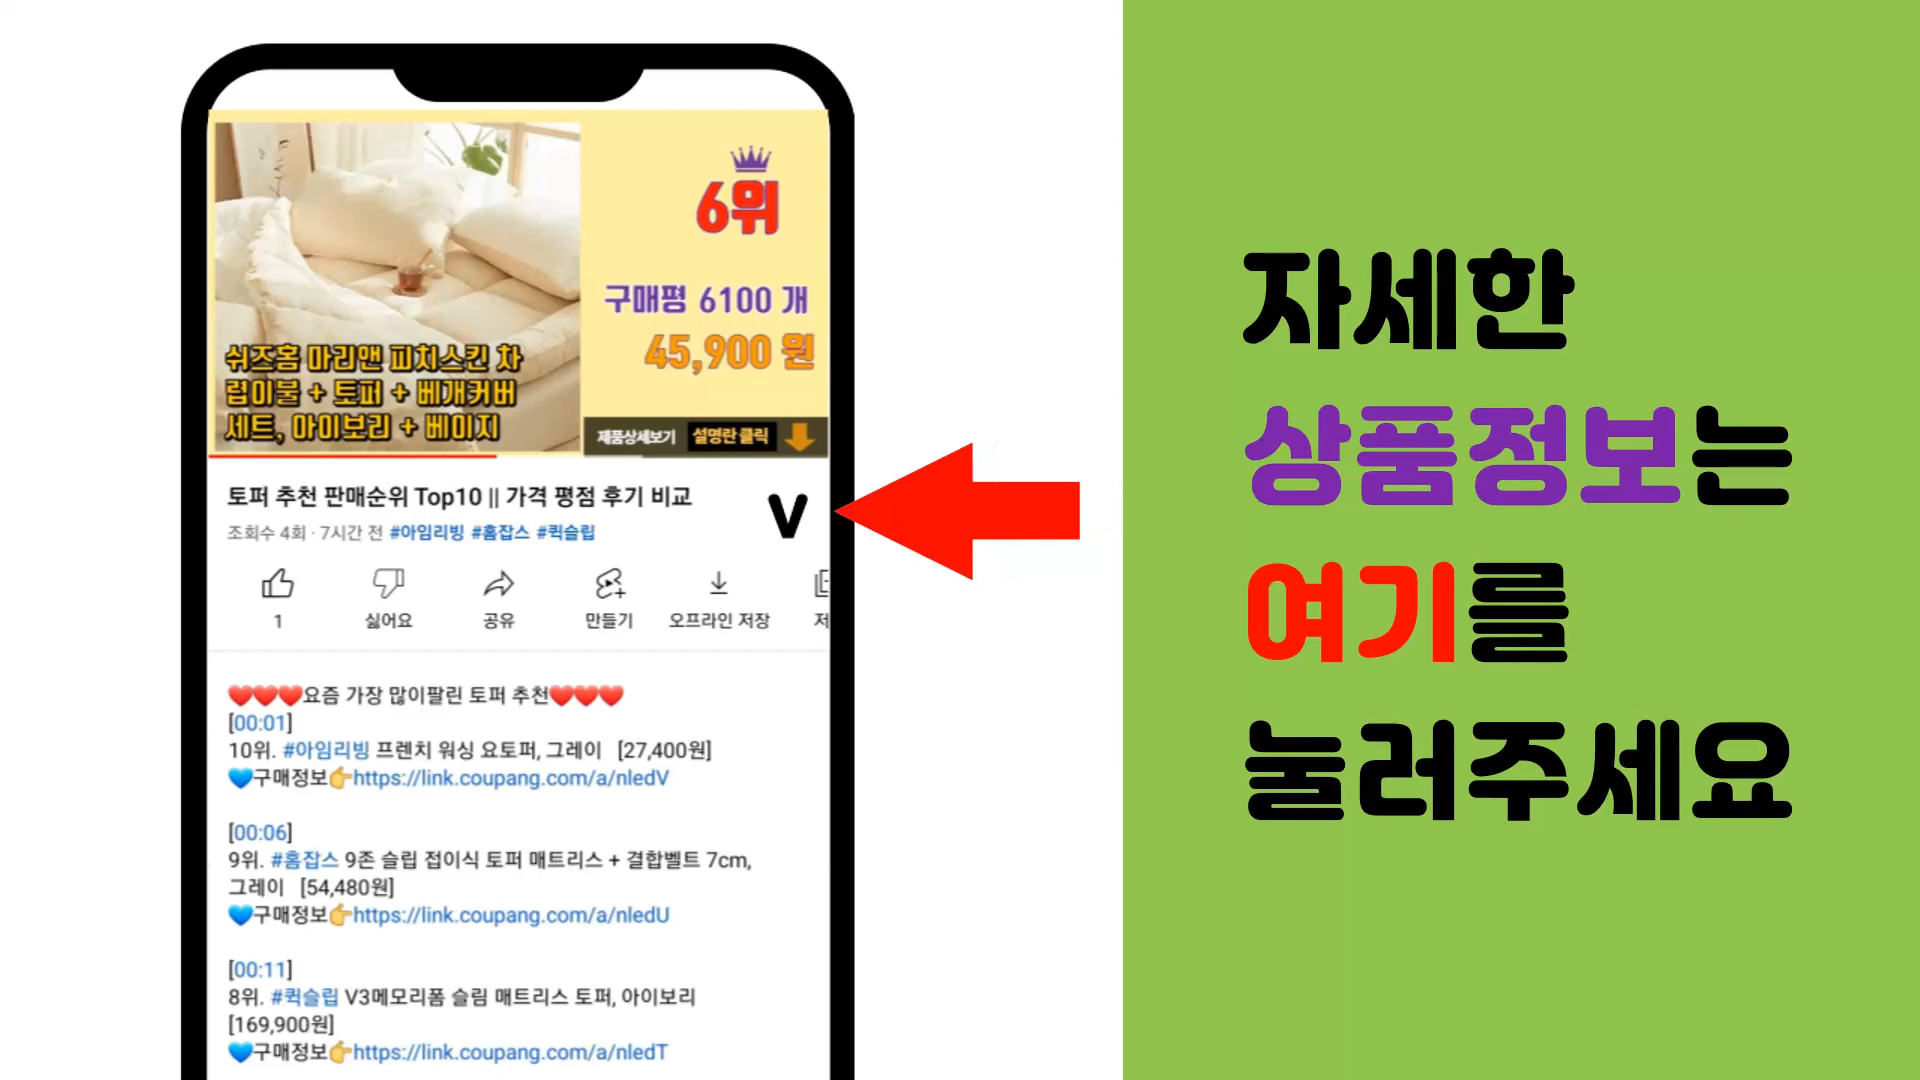 6위
구매평 6100 개
45,900 원
쉬즈홈 마리앤 피치스킨 차
렵이불 + 토퍼 + 베개커버
세트, 아이보리 + 베이지
제품상세보기 설명란 클릭
토퍼 추천 판매순위 Top10 || 가격 평점 후기 비교
V
조회수 4회 · 7시간 전 #아임리빙 #홈잡스 #퀵슬립
1 싫어요 공유 만들기 오프라인 저장 저
❤️❤️❤️요즘 가장 많이팔린 토퍼 추천❤️❤️❤️
[00:01]
10위. #아임리빙 프렌치 워싱 요토퍼, 그레이 [27,400원]
💙구매정보👉https://link.coupang.com/a/nledV
[00:06]
9위. #홈잡스 9존 슬립 접이식 토퍼 매트리스 + 결합벨트 7cm,
그레이 [54,480원]
💙구매정보👉https://link.coupang.com/a/nledU
[00:11]
8위. #퀵슬립 V3메모리폼 슬림 매트리스 토퍼, 아이보리
[169,900원]
💙구매정보👉https://link.coupang.com/a/nledT
자세한
상품정보는
여기를
눌러주세요